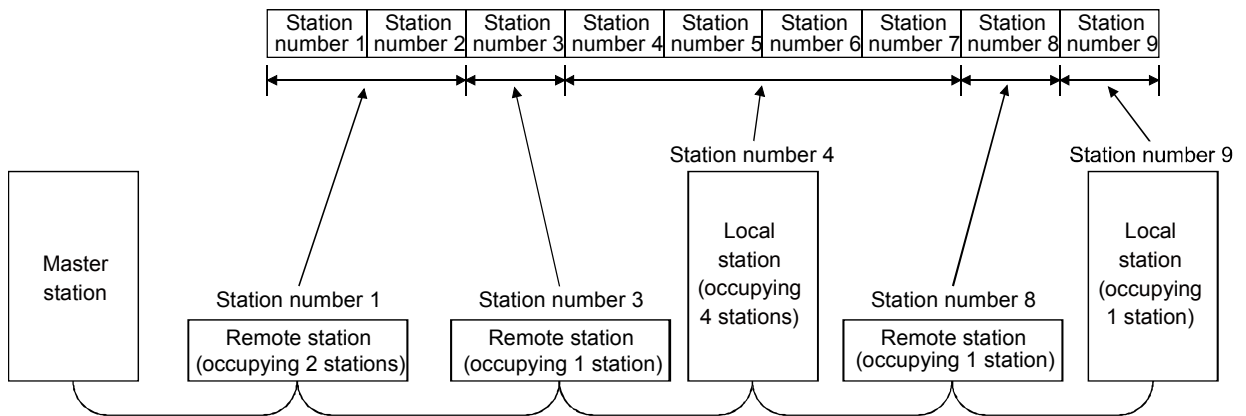 Station number 1
Station number 2
Station number 3
Station number 4
Station number 5
Station number 6
Station number 7
Station number 8
Station number 9
Station number 4
Station number 9
Master
station
Station number 1
Remote station
(occupying 2 stations)
Station number 3
Remote station
(occupying 1 station)
Local
station
(occupying
4 stations)
Station number 8
Remote station
(occupying 1 station)
Local
station
(occupying
1 station)